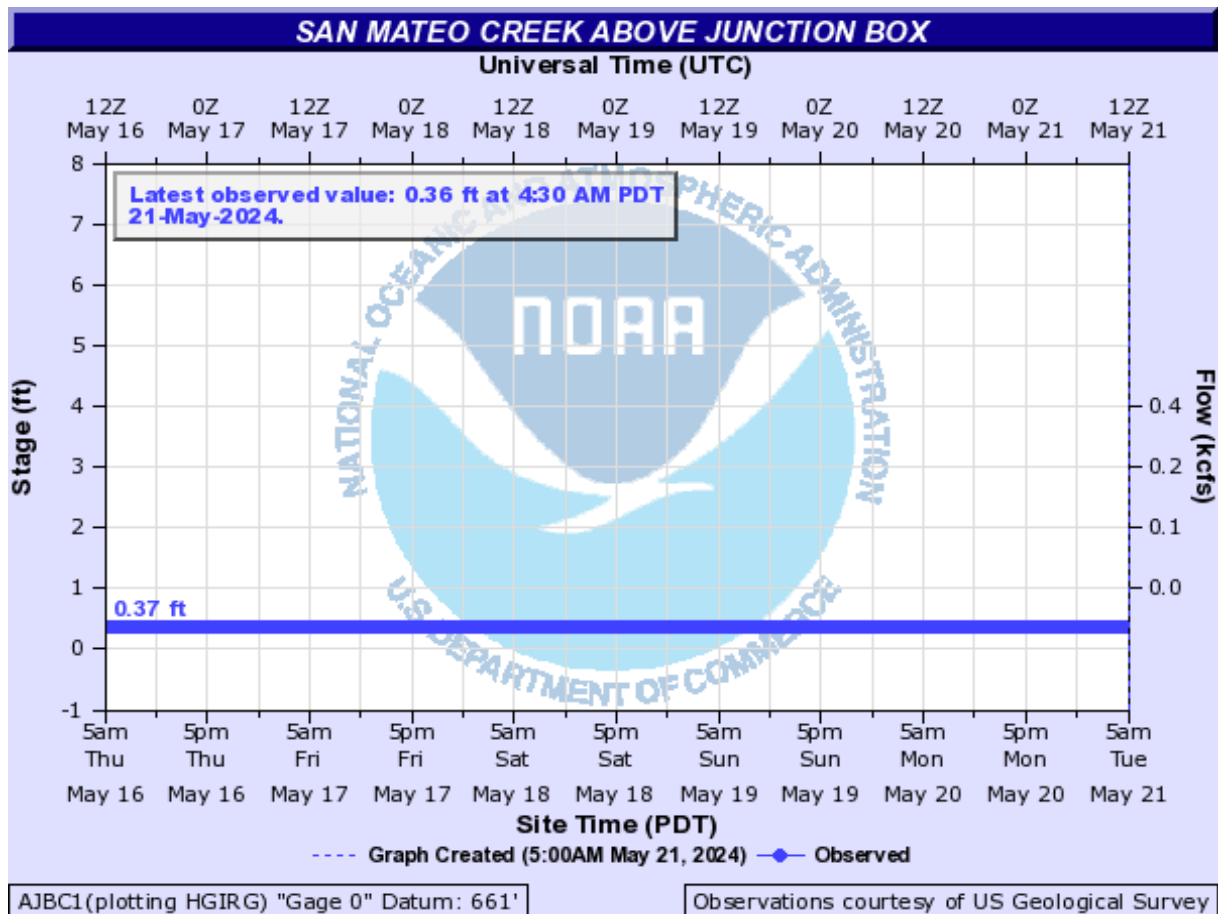 SAN MATEO CREEK ABOVE JUNCTION BOX
Universal Time (UTC)
12Z 0Z 12Z 0Z 12Z 0Z 12Z 0Z 12Z 0Z 12Z
May 16 May 17 May 17 May 18 May 18 May 19 May 19 May 20 May 20 May 21 May 21
Latest observed value: 0.36 ft at 4:30 AM PDT
21-May-2024.
NATIONAL OCEANIC AND ATMOSPHERIC ADMINISTRATION
NOAA
U.S. DEPARTMENT OF COMMERCE
Stage (ft)
8
7
6
5
4
3
2
1
0
-1
0.37 ft
Flow (kcfs)
0.4
0.2
0.1
0.0
5am 5pm 5am 5pm 5am 5pm 5am 5pm 5am 5pm 5am
Thu Thu Fri Fri Sat Sat Sun Sun Mon Mon Tue
May 16 May 16 May 17 May 17 May 18 May 18 May 19 May 19 May 20 May 20 May 21
Site Time (PDT)
Graph Created (5:00AM May 21, 2024) Observed
AJBC1(plotting HGIRG) "Gage 0" Datum: 661'
Observations courtesy of US Geological Survey